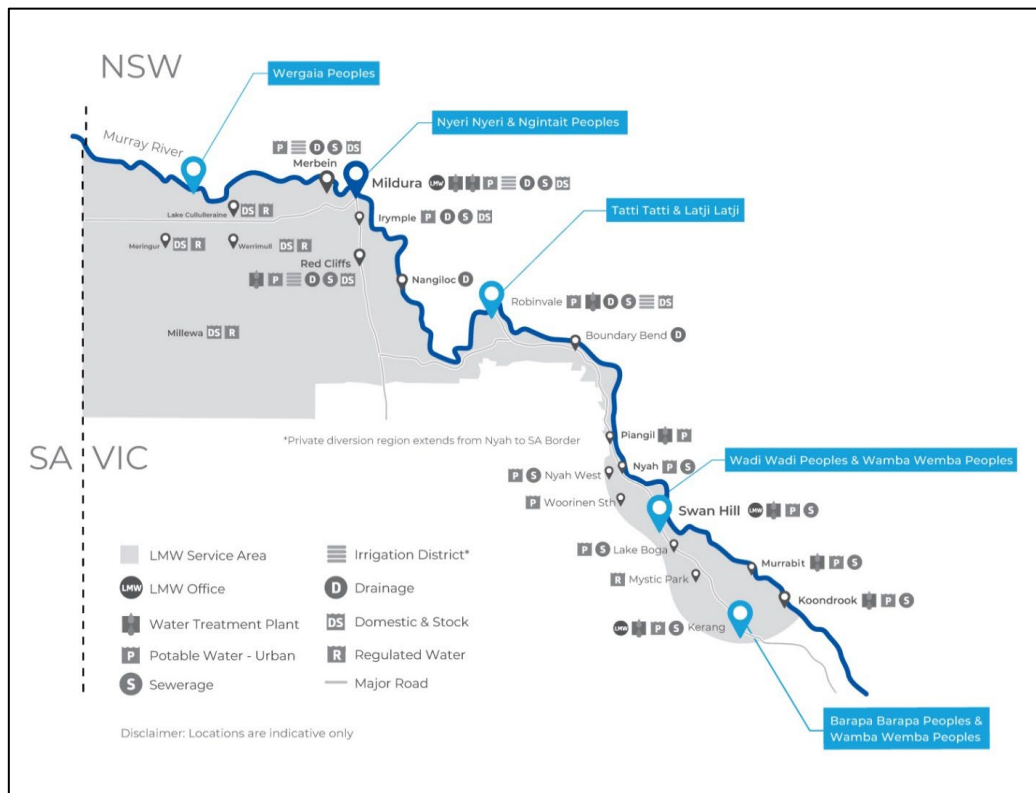 NSW
Wergaia Peoples
Murray River
Nyeri Nyeri & Ngintait Peoples
P D S DS
Merbein
Mildura LMW P D S DS
Lake Cullulleraine DS R
Irymple P D S DS
Tatti Tatti & Latji Latji
Meringur DS R
Werrimull DS R
Red Cliffs
P D S DS
Nangiloc D
Robinvale P D S DS
Millewa DS R
Boundary Bend D
*Private diversion region extends from Nyah to SA Border
Piangil P
SA VIC
Wadi Wadi Peoples & Wamba Wemba Peoples
P S Nyah West
Nyah P S
P Woorinen Sth
Swan Hill LMW P S
P S Lake Boga
R Mystic Park
Murrabit P S
Koondrook P S
LMW P S Kerang
LMW Service Area
LMW LMW Office
Water Treatment Plant
P Potable Water - Urban
S Sewerage
Irrigation District*
D Drainage
DS Domestic & Stock
R Regulated Water
Major Road
Barapa Barapa Peoples &
Wamba Wemba Peoples
Disclaimer: Locations are indicative only